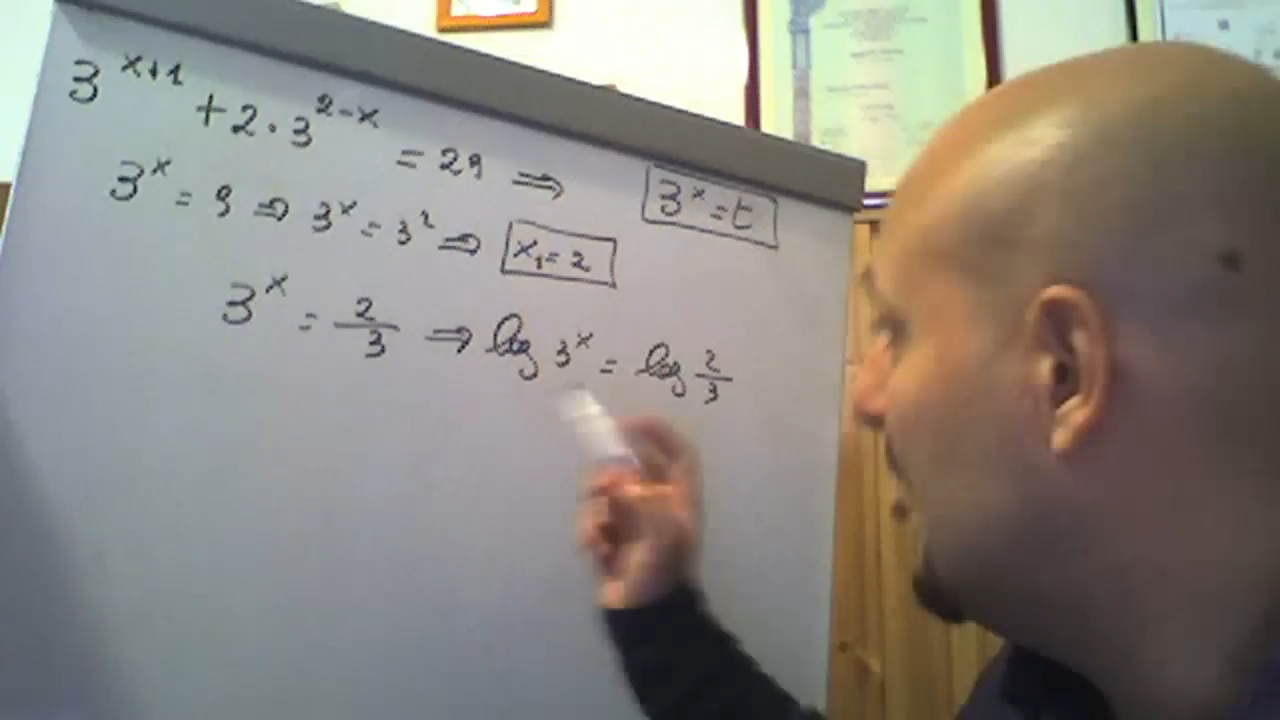 3^{x+1} + 2 · 3^{2-x} = 29 ⇒ 3^x = t
3^x = 9 ⇒ 3^x = 3^2 ⇒ x_1 = 2
3^x = 2/3 ⇒ log 3^x = log 2/3